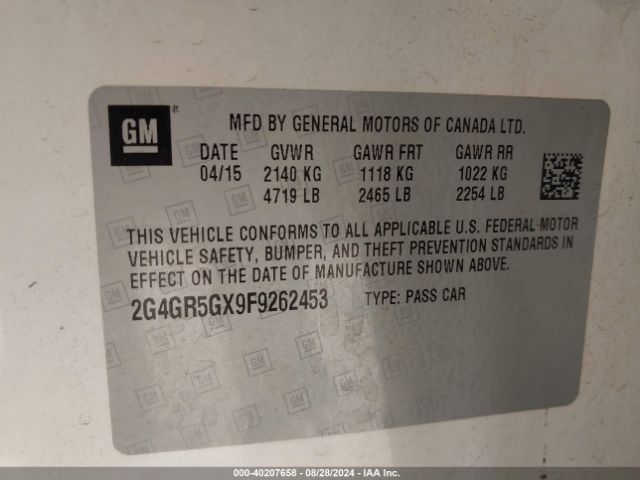 GM ®
MFD BY GENERAL MOTORS OF CANADA LTD.
DATE GVWR GAWR FRT GAWR RR
04/15 2140 KG 1118 KG 1022 KG
4719 LB 2465 LB 2254 LB
THIS VEHICLE CONFORMS TO ALL APPLICABLE U.S. FEDERAL MOTOR
VEHICLE SAFETY, BUMPER, AND THEFT PREVENTION STANDARDS IN
EFFECT ON THE DATE OF MANUFACTURE SHOWN ABOVE.
2G4GR5GX9F9262453 TYPE: PASS CAR
000-40207658 - 08/28/2024 - IAA Inc.